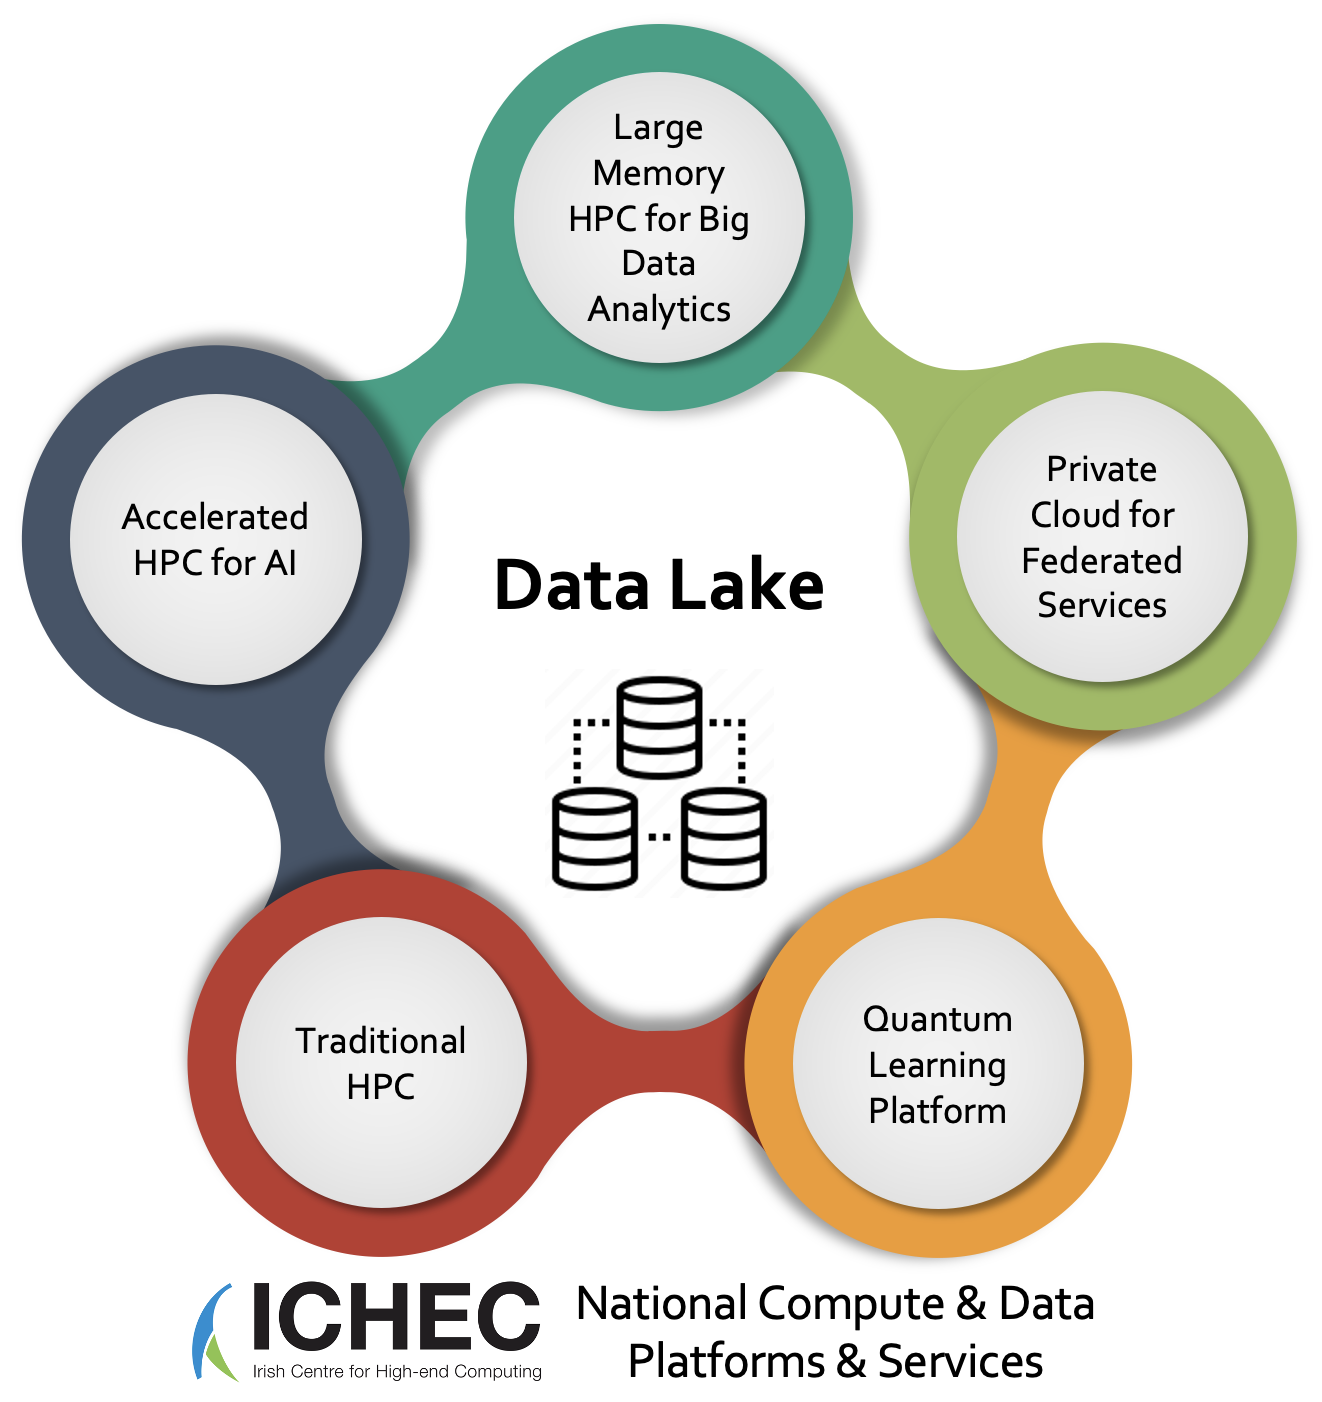 Large
Memory
HPC for Big
Data
Analytics
Accelerated
HPC for AI
Private
Cloud for
Federated
Services
Data Lake
Traditional
HPC
Quantum
Learning
Platform
ICHEC
Irish Centre for High-end Computing
National Compute & Data
Platforms & Services